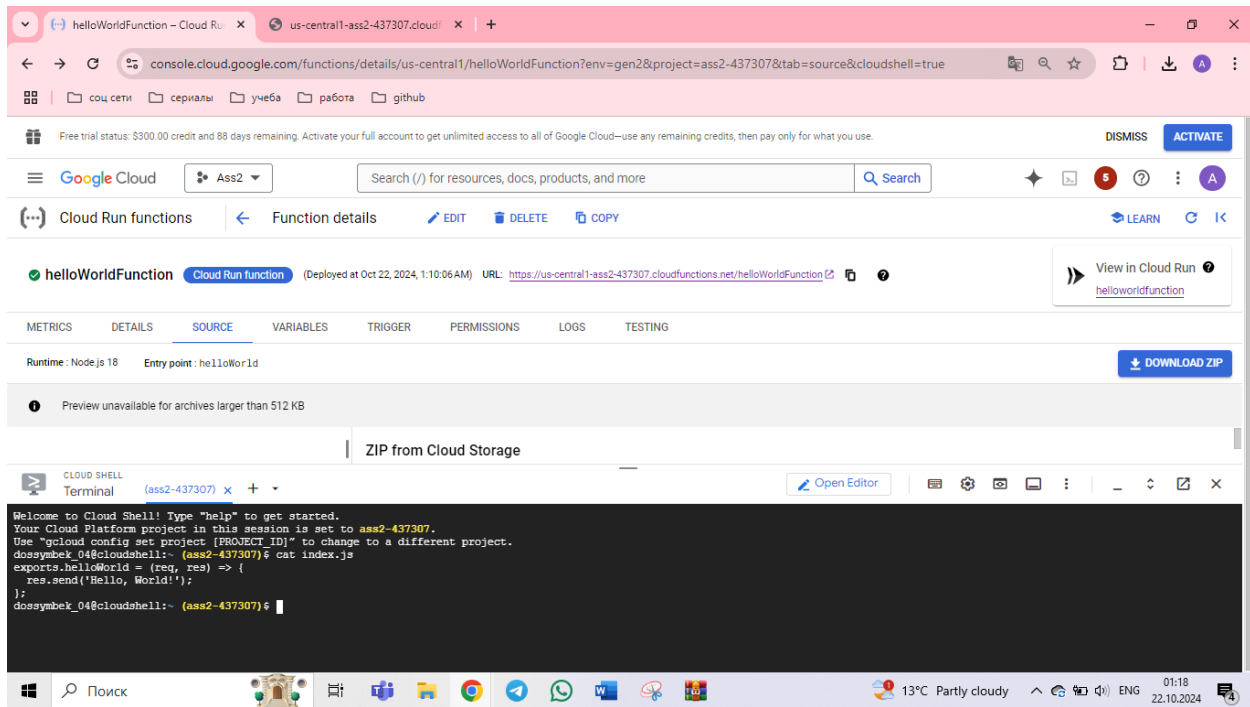 helloWorldFunction – Cloud Ru
us-central1-ass2-437307.cloudf
console.cloud.google.com/functions/details/us-central1/helloWorldFunction?env=gen2&project=ass2-437307&tab=source&cloudshell=true
A
соц сети сериалы учеба работа github
Free trial status: $300.00 credit and 88 days remaining. Activate your full account to get unlimited access to all of Google Cloud—use any remaining credits, then pay only for what you use.
DISMISS ACTIVATE
Google Cloud Ass2 Search (/) for resources, docs, products, and more Search 5 A
Cloud Run functions Function details EDIT DELETE COPY LEARN
helloWorldFunction Cloud Run function (Deployed at Oct 22, 2024, 1:10:06 AM) URL: https://us-central1-ass2-437307.cloudfunctions.net/helloWorldFunction
View in Cloud Run
helloworldfunction
METRICS DETAILS SOURCE VARIABLES TRIGGER PERMISSIONS LOGS TESTING
Runtime : Node.js 18 Entry point : helloWorld DOWNLOAD ZIP
Preview unavailable for archives larger than 512 KB
ZIP from Cloud Storage
CLOUD SHELL
Terminal (ass2-437307) Open Editor
Welcome to Cloud Shell! Type "help" to get started.
Your Cloud Platform project in this session is set to ass2-437307.
Use "gcloud config set project [PROJECT_ID]" to change to a different project.
dossymbek_04@cloudshell:~ (ass2-437307)$ cat index.js
exports.helloWorld = (req, res) => {
  res.send('Hello, World!');
};
dossymbek_04@cloudshell:~ (ass2-437307)$
Поиск 13°C Partly cloudy ENG 01:18
22.10.2024 4